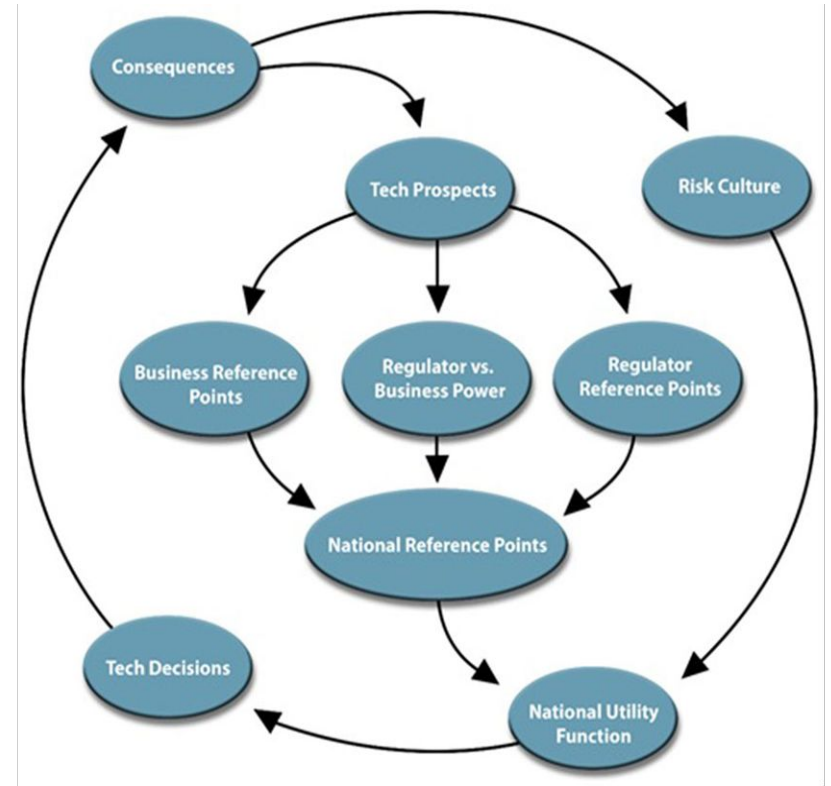 Consequences
Tech Prospects
Risk Culture
Business Reference
Points
Regulator vs.
Business Power
Regulator
Reference Points
National Reference Points
Tech Decisions
National Utility
Function